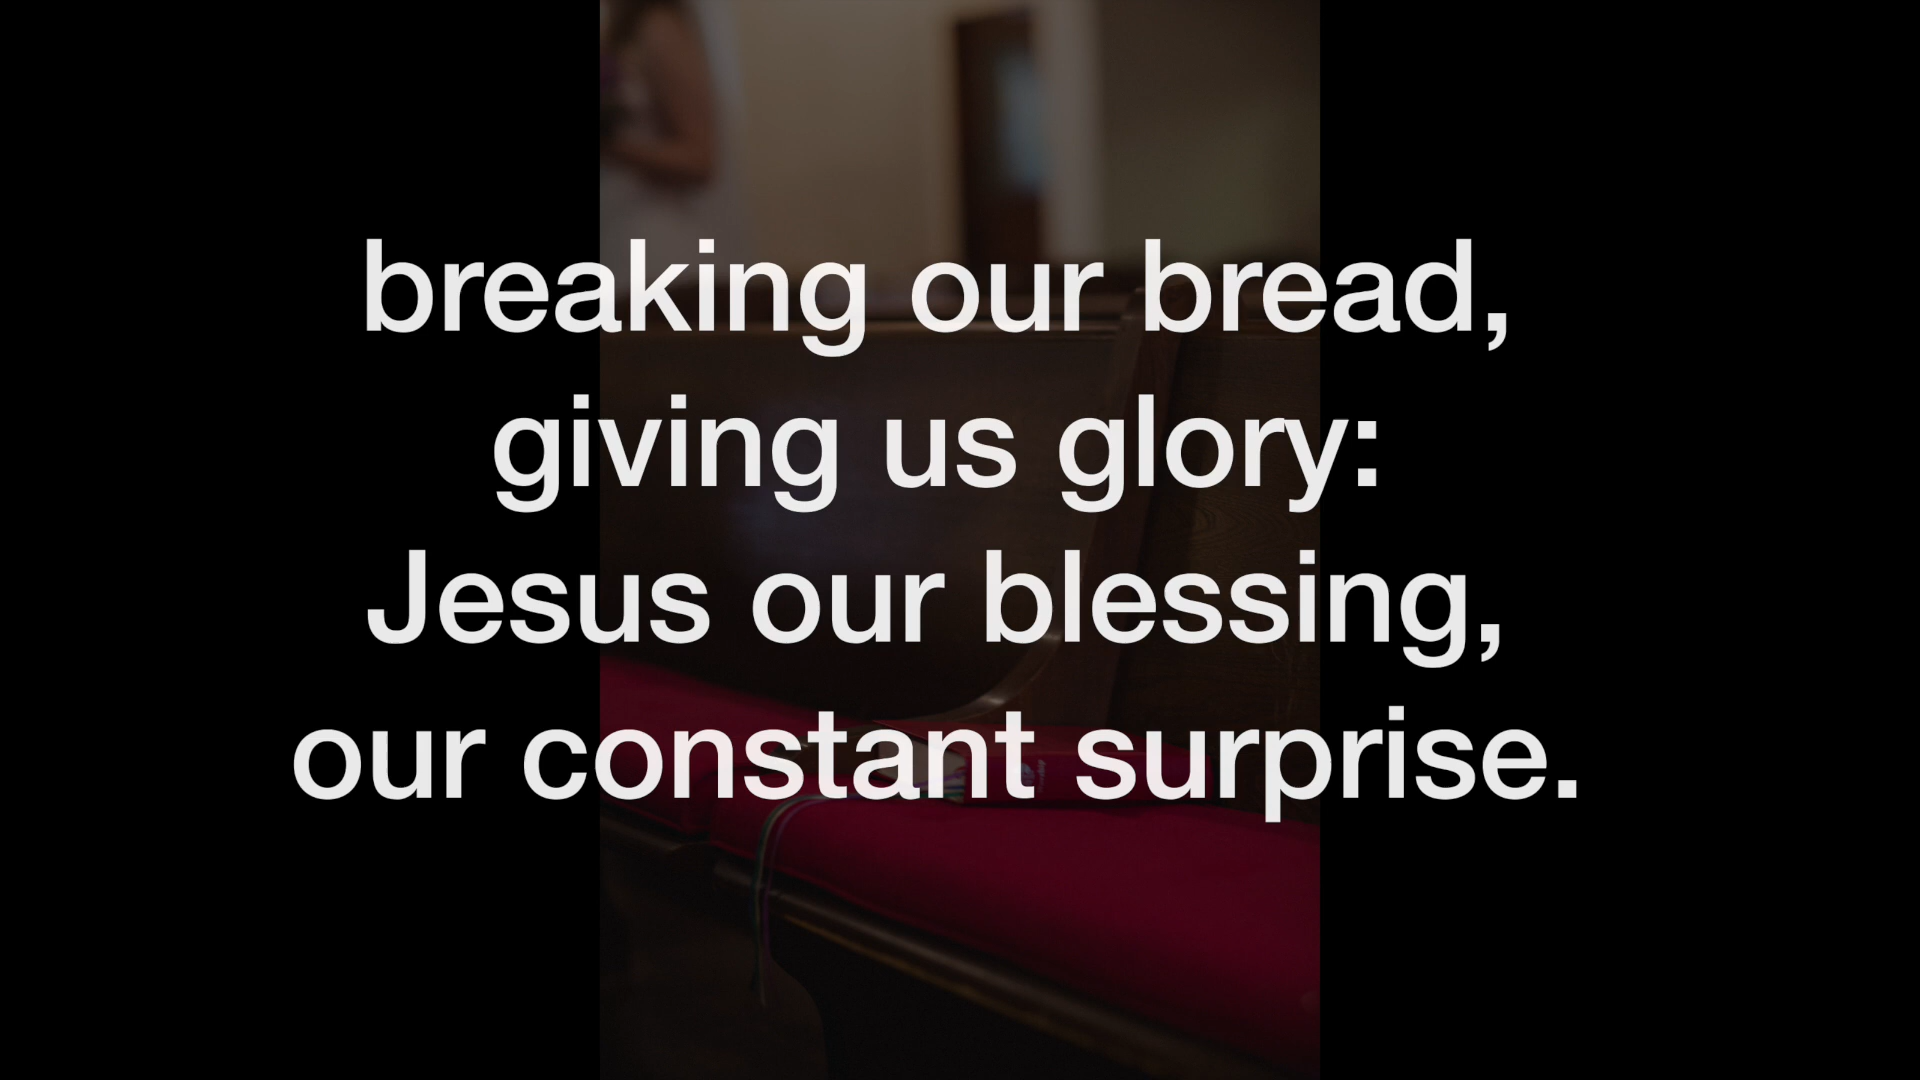 breaking our bread,
giving us glory:
Jesus our blessing,
our constant surprise.